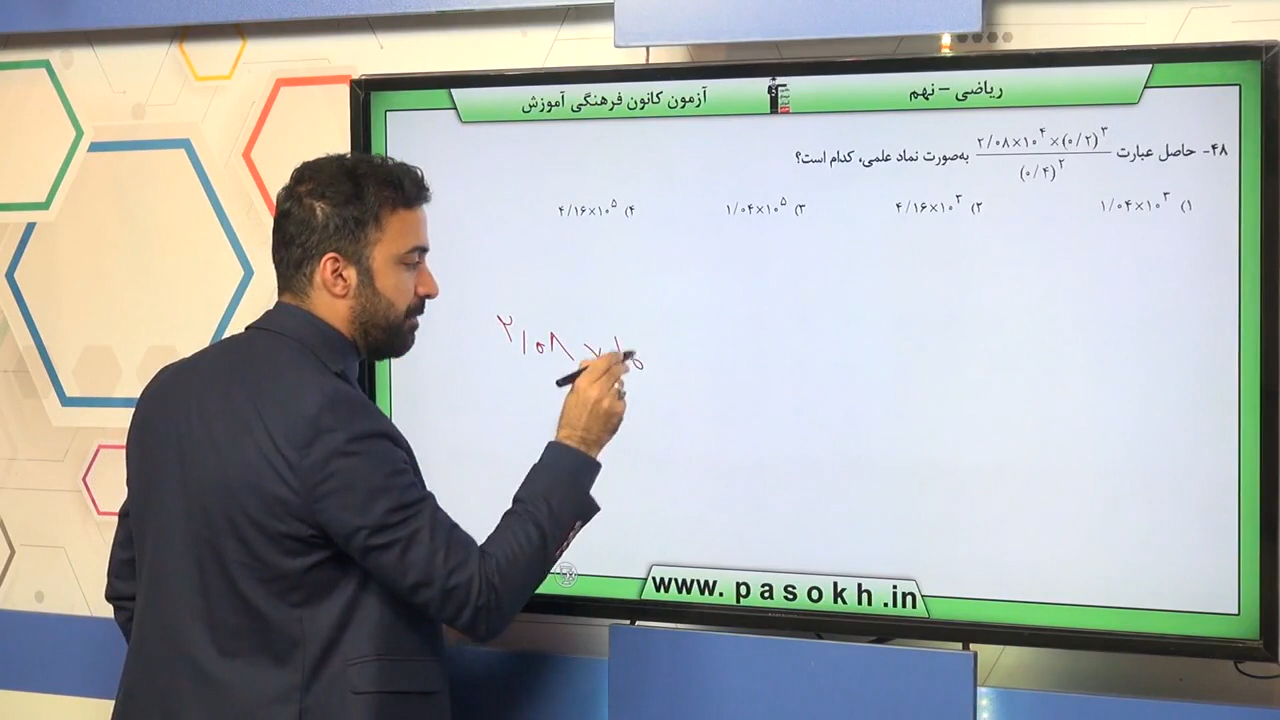 آزمون کانون فرهنگی آموزش
ریاضی – نهم
۴۸- حاصل عبارت (۲/۰۸×۱۰^۴×(۰/۲)^۳)/((۰/۴)^۲) به‌صورت نماد علمی، کدام است؟
۱) ۱/۰۴×۱۰^۳ ۲) ۴/۱۶×۱۰^۳ ۳) ۱/۰۴×۱۰^۵ ۴) ۴/۱۶×۱۰^۵
۲/۰۸ × ۱۰
www.pasokh.in